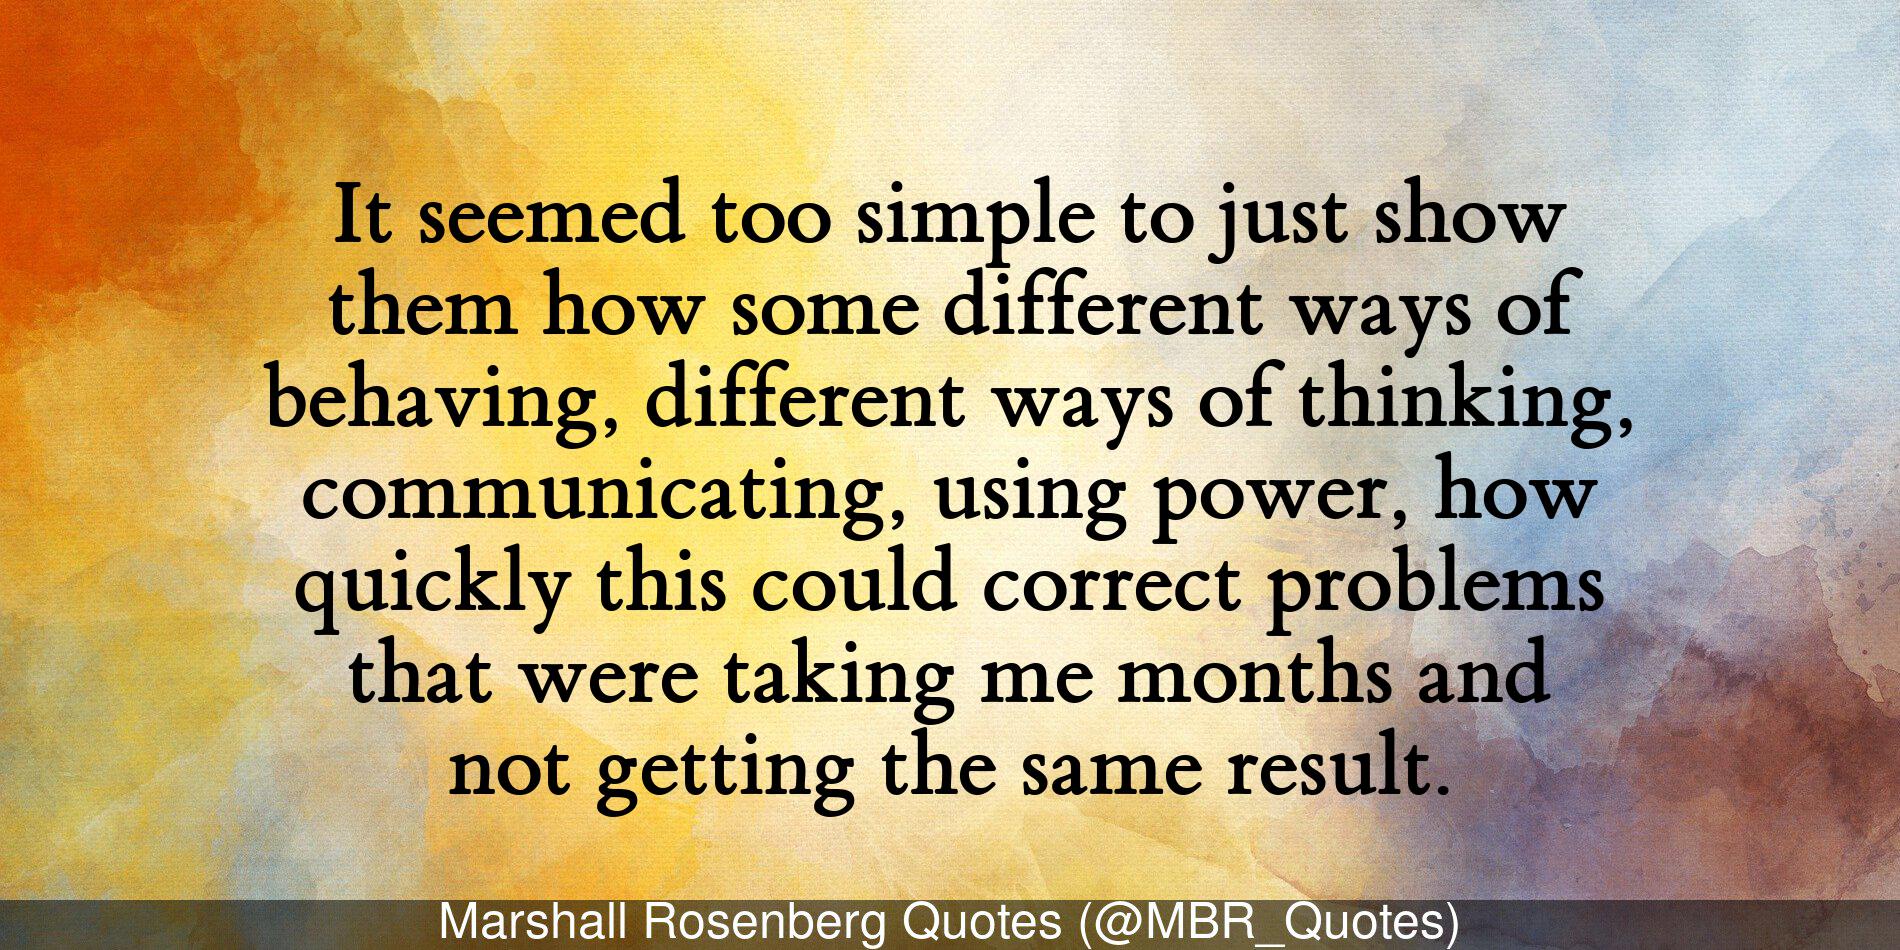 It seemed too simple to just show
them how some different ways of
behaving, different ways of thinking,
communicating, using power, how
quickly this could correct problems
that were taking me months and
not getting the same result.
Marshall Rosenberg Quotes (@MBR_Quotes)